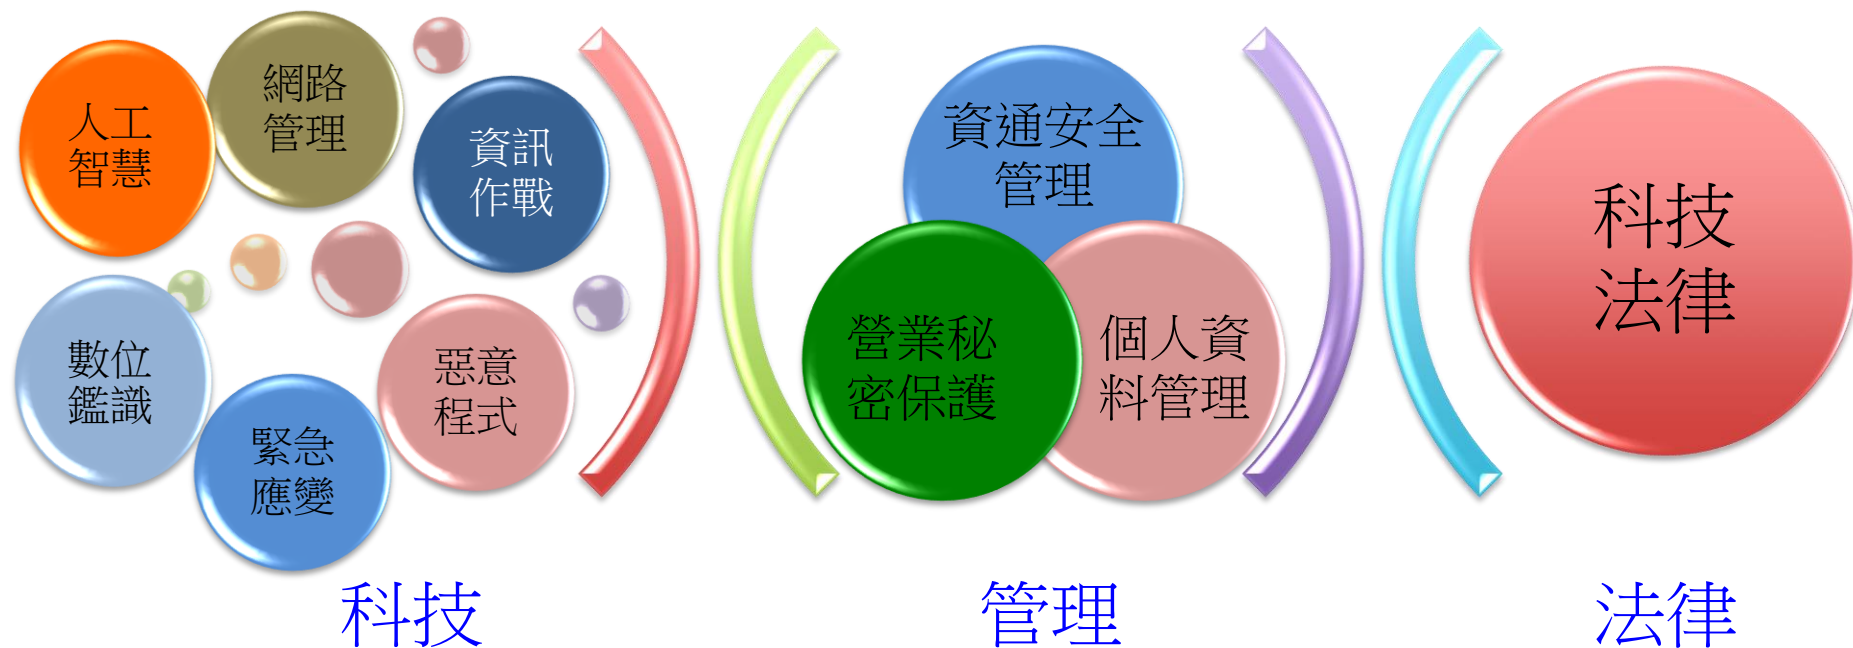 人工
智慧
網路
管理
資訊
作戰
數位
鑑識
緊急
應變
惡意
程式
科技
資通安全
管理
營業秘
密保護
個人資
料管理
管理
科技
法律
法律